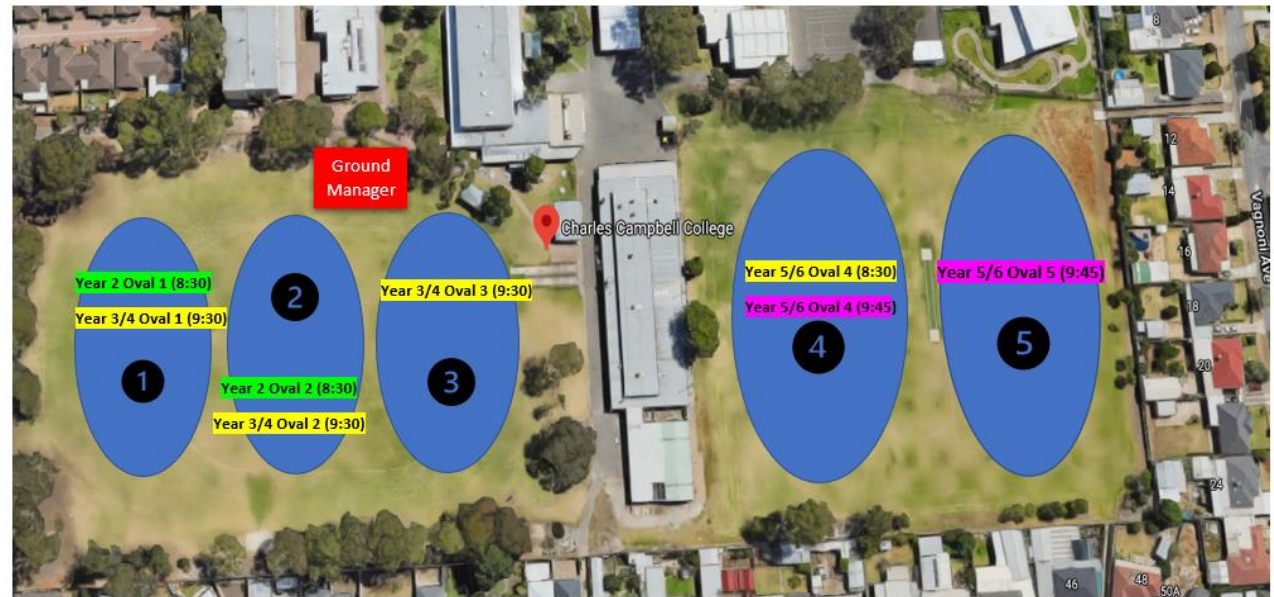 Ground
Manager
Charles Campbell College
Year 2 Oval 1 (8:30)
Year 3/4 Oval 1 (9:30)
1
2
Year 2 Oval 2 (8:30)
Year 3/4 Oval 2 (9:30)
Year 3/4 Oval 3 (9:30)
3
Year 5/6 Oval 4 (8:30)
Year 5/6 Oval 4 (9:45)
4
Year 5/6 Oval 5 (9:45)
5
8
12
14
16
18
20
24
Vagnoni Ave
46
48
50A